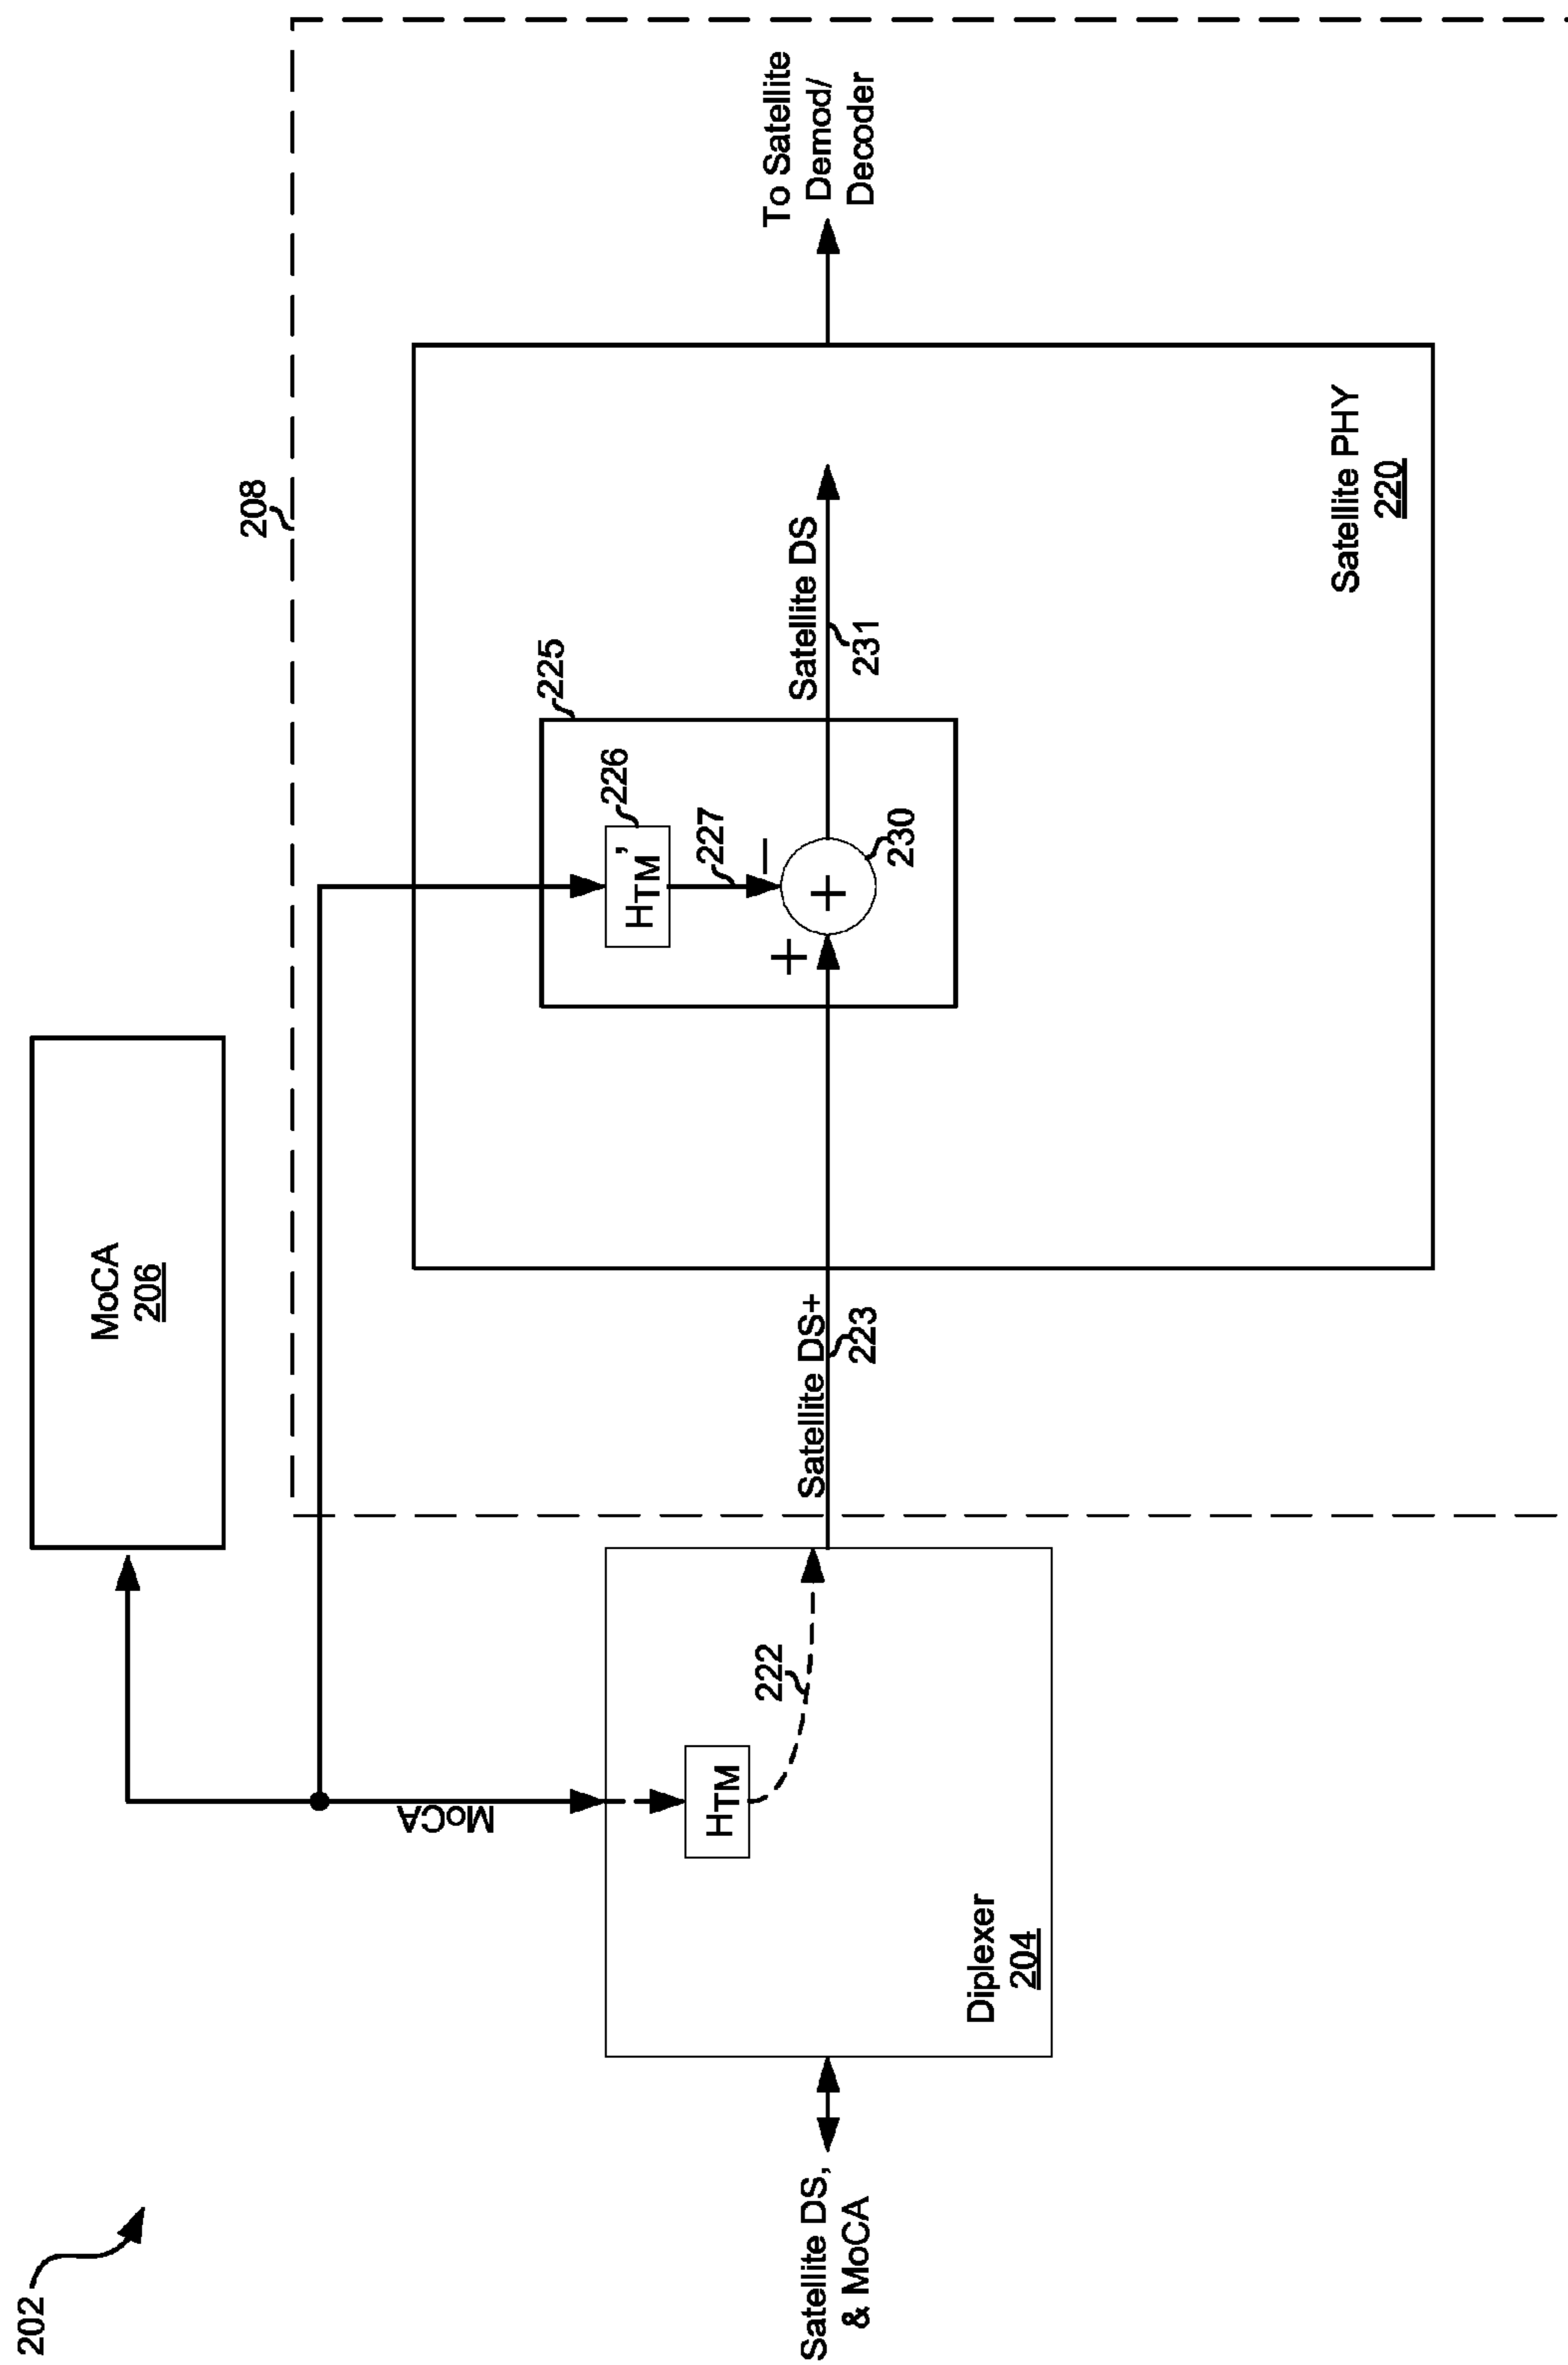 202
MoCA
206
208
MoCA
Satellite DS,
& MoCA
Diplexer
204
HTM
222
Satellite DS+
223
225
HTM'
226
227
+
−
+
230
Satellite DS
231
Satellite PHY
220
To Satellite
Demod/
Decoder